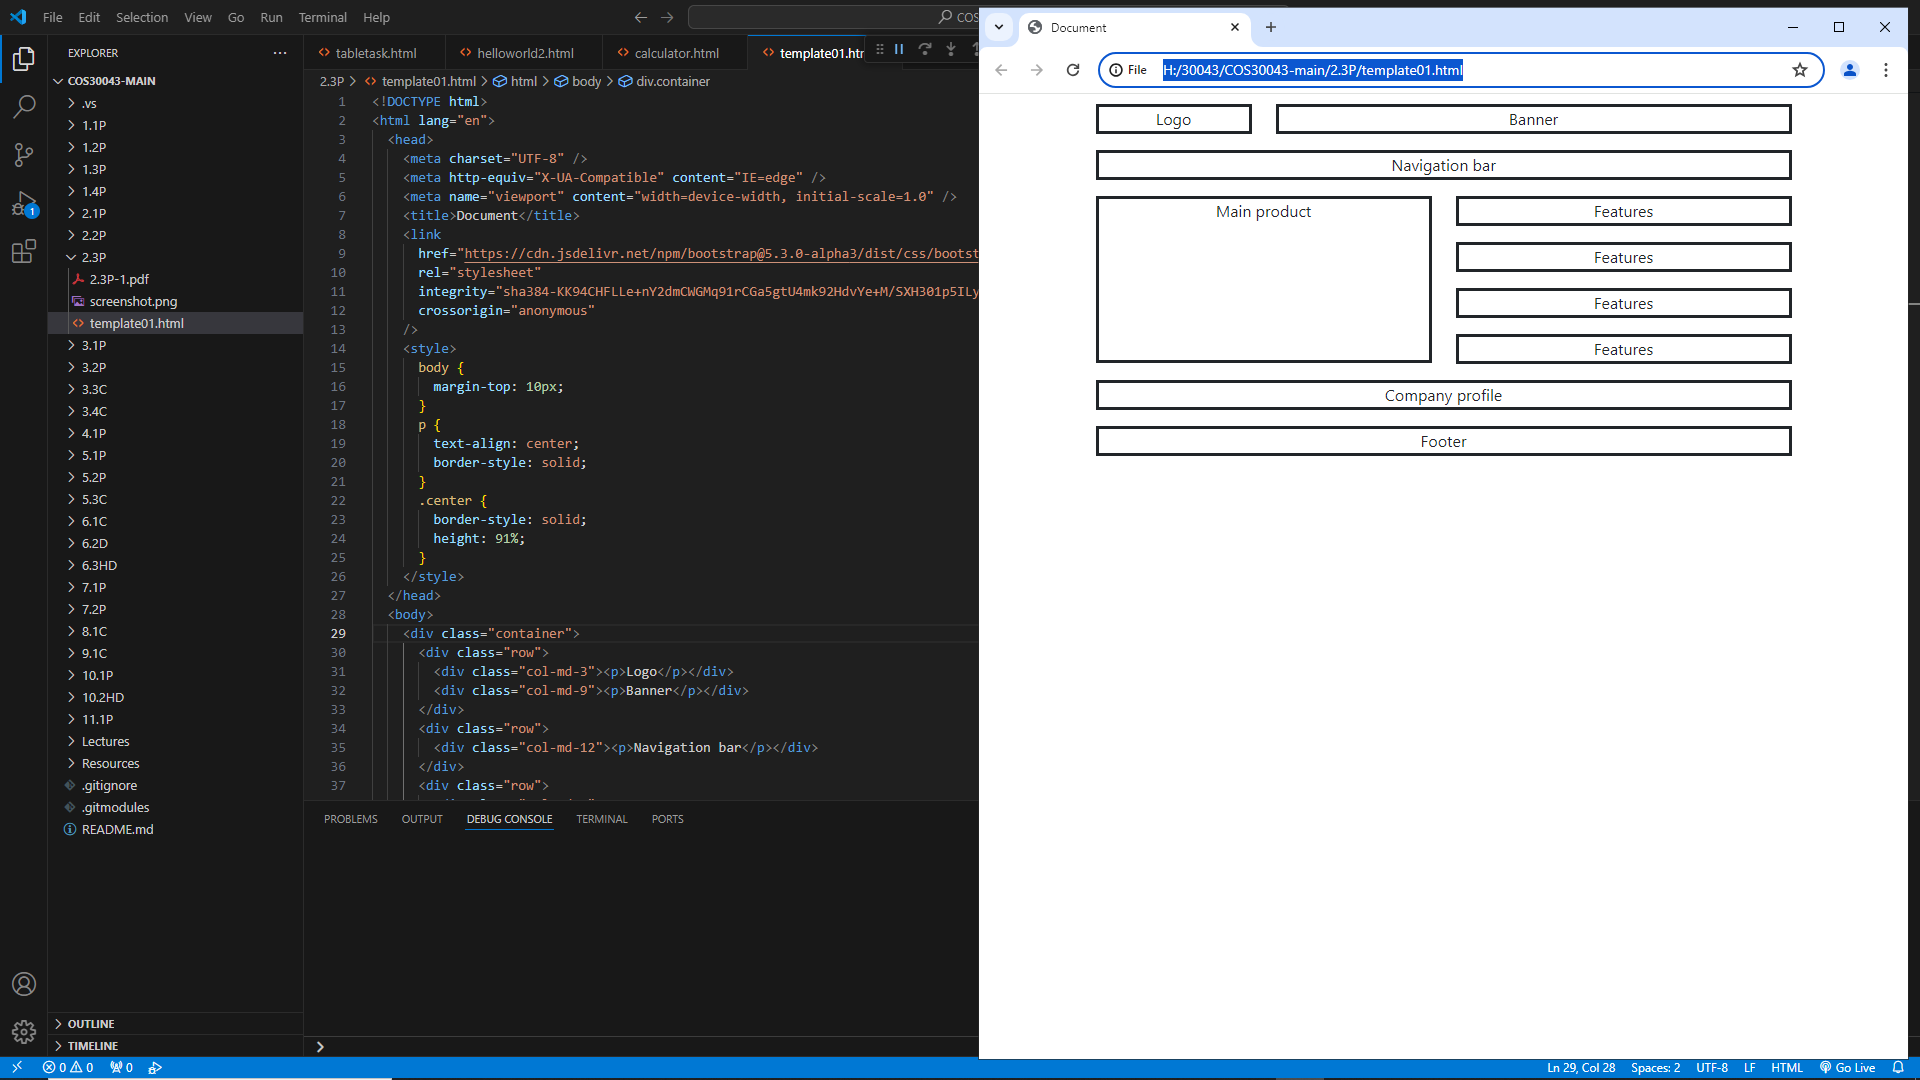 File Edit Selection View Go Run Terminal Help
COS
EXPLORER
COS30043-MAIN
.vs
1.1P
1.2P
1.3P
1.4P
2.1P
2.2P
2.3P
2.3P-1.pdf
screenshot.png
template01.html
3.1P
3.2P
3.3C
3.4C
4.1P
5.1P
5.2P
5.3C
6.1C
6.2D
6.3HD
7.1P
7.2P
8.1C
9.1C
10.1P
10.2HD
11.1P
Lectures
Resources
.gitignore
.gitmodules
README.md
OUTLINE
TIMELINE
1
tabletask.html helloworld2.html calculator.html template01.htm
2.3P > template01.html > html > body > div.container
1 <!DOCTYPE html>
2 <html lang="en">
3 <head>
4 <meta charset="UTF-8" />
5 <meta http-equiv="X-UA-Compatible" content="IE=edge" />
6 <meta name="viewport" content="width=device-width, initial-scale=1.0" />
7 <title>Document</title>
8 <link
9 href="https://cdn.jsdelivr.net/npm/bootstrap@5.3.0-alpha3/dist/css/bootst
10 rel="stylesheet"
11 integrity="sha384-KK94CHFLLe+nY2dmCWGMq91rCGa5gtU4mk92HdvYe+M/SXH301p5ILy
12 crossorigin="anonymous"
13 />
14 <style>
15 body {
16 margin-top: 10px;
17 }
18 p {
19 text-align: center;
20 border-style: solid;
21 }
22 .center {
23 border-style: solid;
24 height: 91%;
25 }
26 </style>
27 </head>
28 <body>
29 <div class="container">
30 <div class="row">
31 <div class="col-md-3"><p>Logo</p></div>
32 <div class="col-md-9"><p>Banner</p></div>
33 </div>
34 <div class="row">
35 <div class="col-md-12"><p>Navigation bar</p></div>
36 </div>
37 <div class="row">
PROBLEMS OUTPUT DEBUG CONSOLE TERMINAL PORTS
Document
File H:/30043/COS30043-main/2.3P/template01.html
Logo Banner
Navigation bar
Main product
Features
Features
Features
Features
Company profile
Footer
0 0 0
Ln 29, Col 28 Spaces: 2 UTF-8 LF HTML Go Live